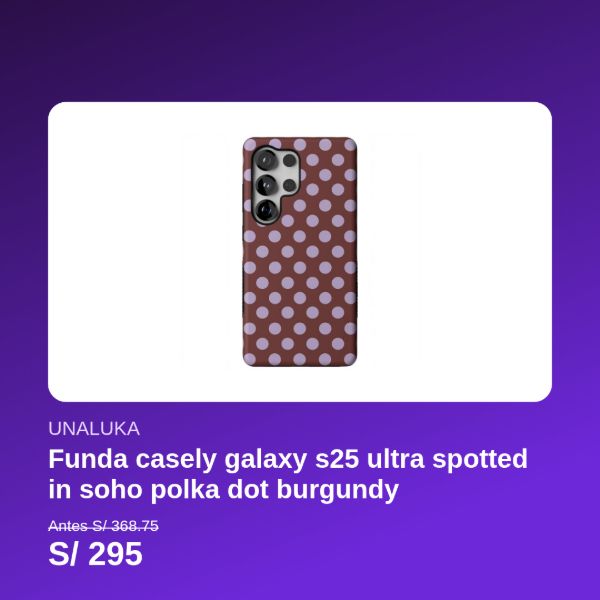 UNALUKA
Funda casely galaxy s25 ultra spotted
in soho polka dot burgundy
Antes S/ 368.75
S/ 295